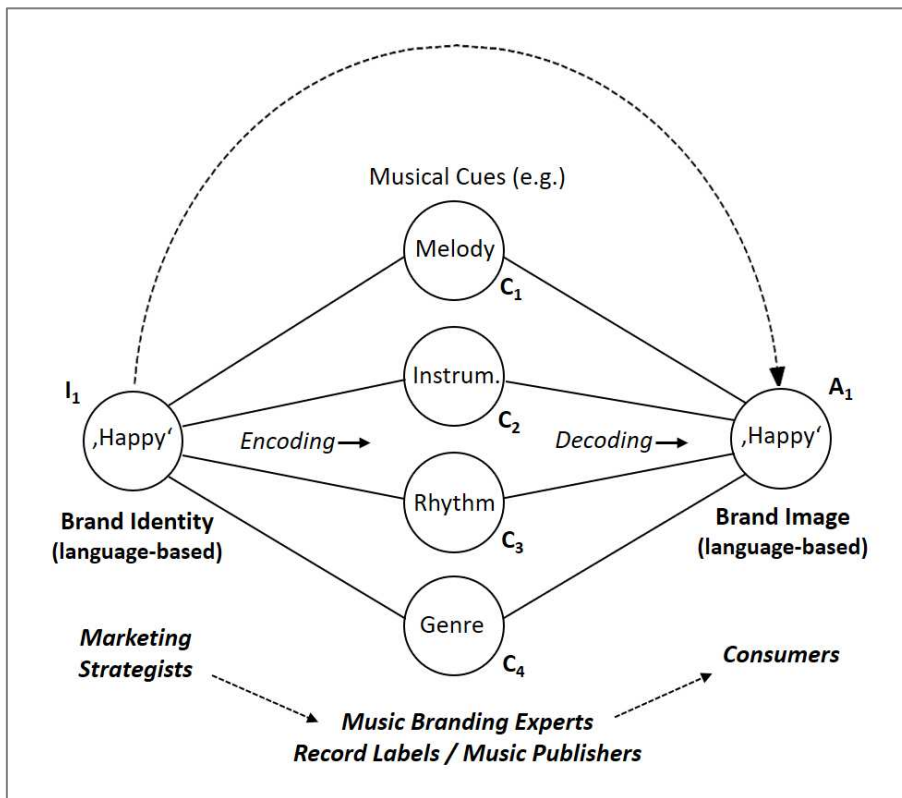 Musical Cues (e.g.)
Melody
C₁
Instrum.
C₂
I₁
‚Happy‘
A₁
‚Happy‘
Encoding
Decoding
Rhythm
C₃
Brand Identity
(language-based)
Brand Image
(language-based)
Genre
C₄
Marketing
Strategists
Consumers
Music Branding Experts
Record Labels / Music Publishers